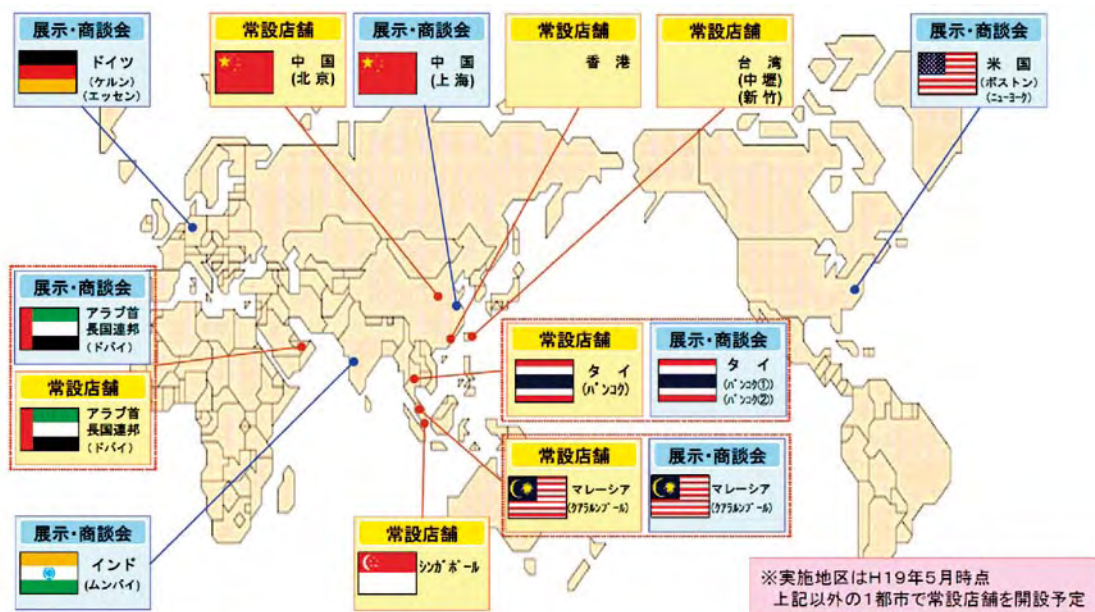 展示・商談会
ドイツ
(ケルン)
(エッセン)
常設店舗
中国
(北京)
展示・商談会
中国
(上海)
常設店舗
香港
常設店舗
台湾
(中壢)
(新竹)
展示・商談会
米国
(ボストン)
(ニューヨーク)
展示・商談会
アラブ首
長国連邦
(ドバイ)
常設店舗
アラブ首
長国連邦
(ドバイ)
常設店舗
タイ
(バンコク)
展示・商談会
タイ
(バンコク①)
(バンコク②)
常設店舗
マレーシア
(クアラルンプール)
展示・商談会
マレーシア
(クアラルンプール)
展示・商談会
インド
(ムンバイ)
常設店舗
シンガポール
※実施地区はH19年5月時点
上記以外の1都市で常設店舗を開設予定